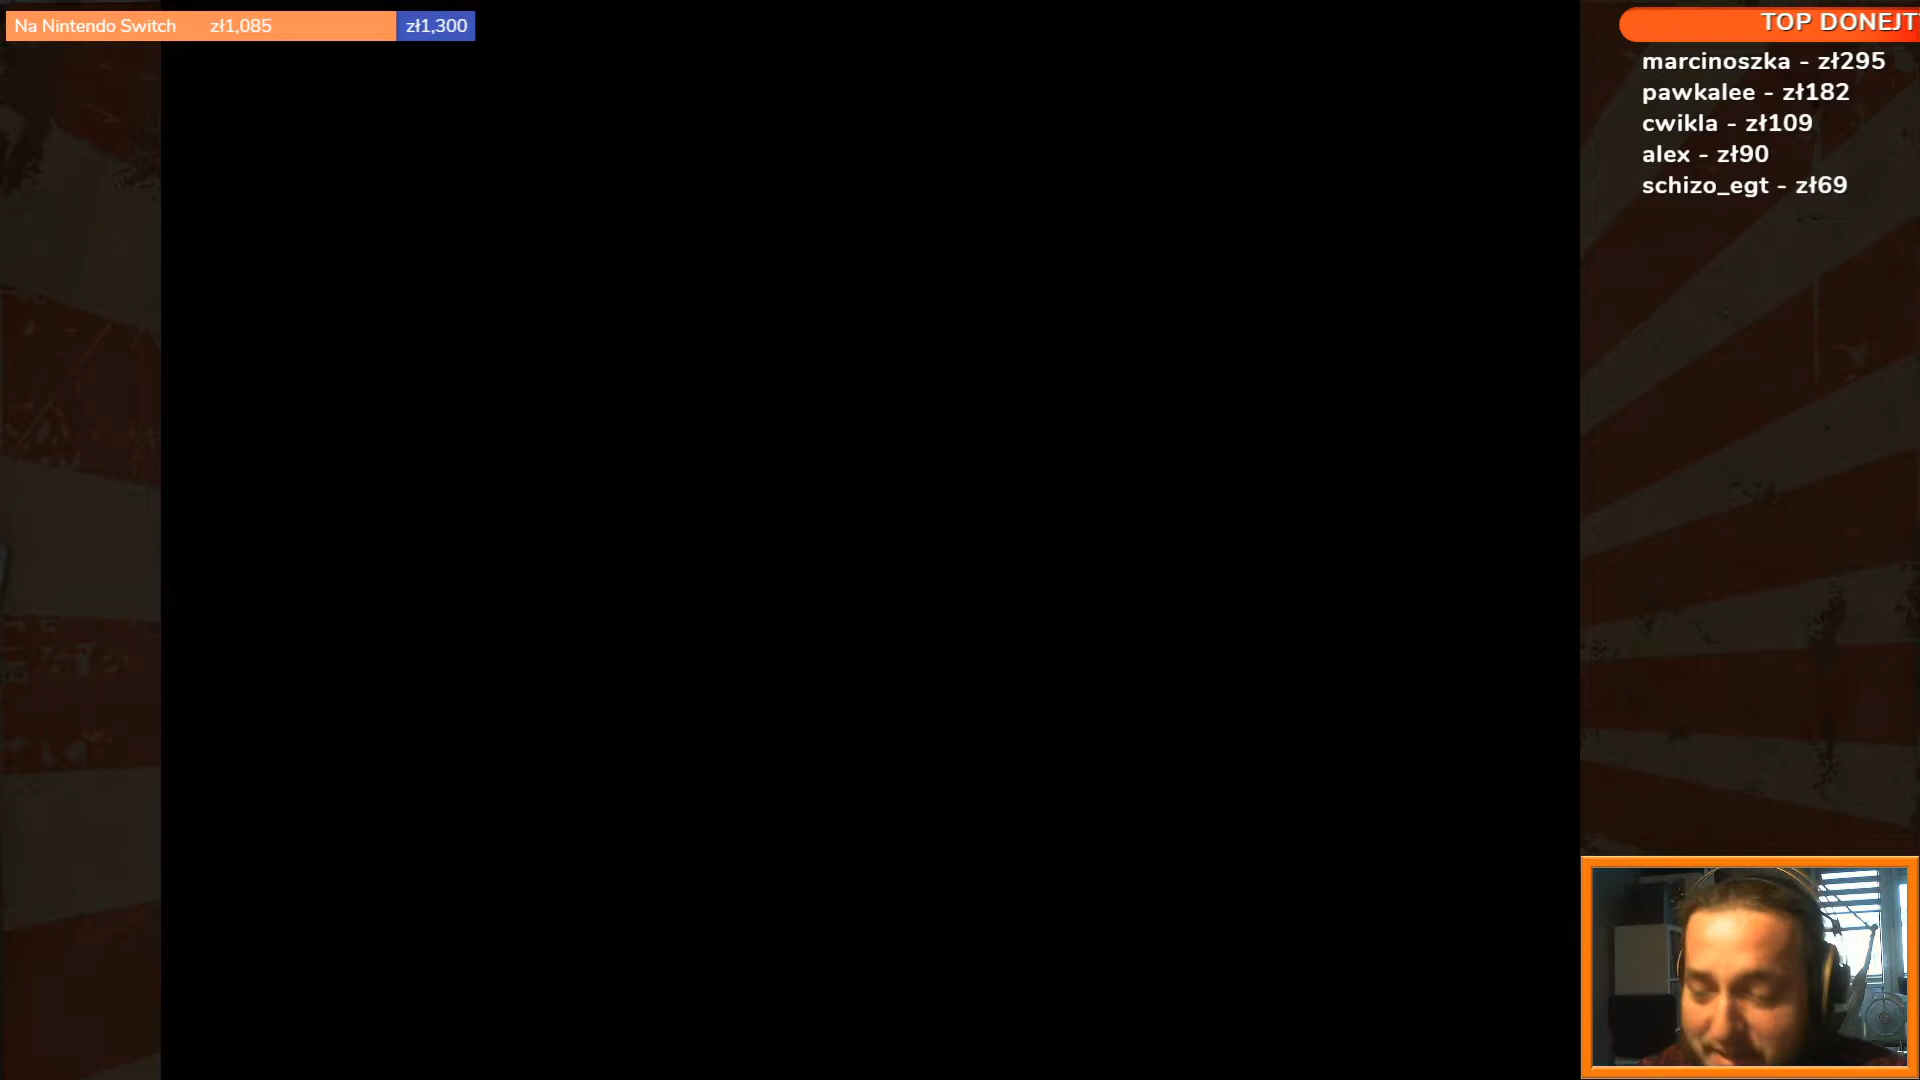 Na Nintendo Switch zł1,085 zł1,300
TOP DONEJT
marcinoszka - zł295
pawkalee - zł182
cwikla - zł109
alex - zł90
schizo_egt - zł69